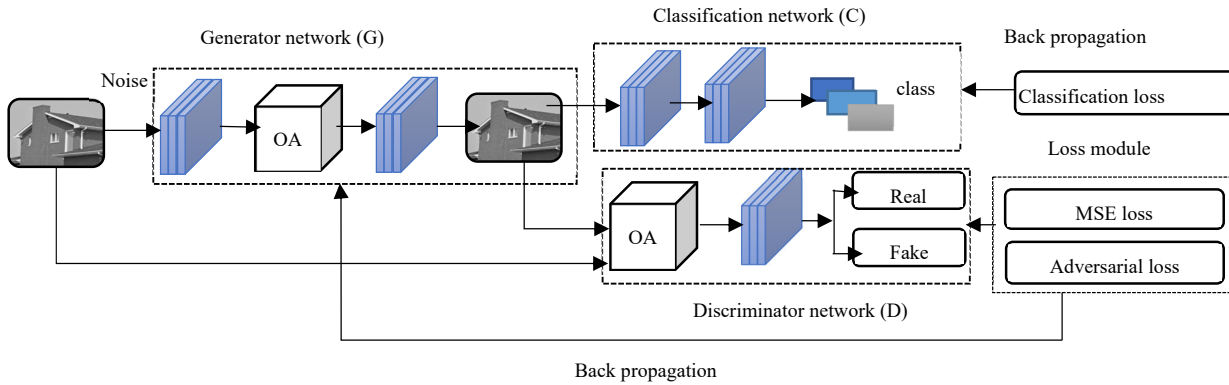 Classification network (C)
Generator network (G)
Back propagation
Noise
class
Classification loss
OA
Loss module
Real
MSE loss
OA
Fake
Adversarial loss
Discriminator network (D)
Back propagation